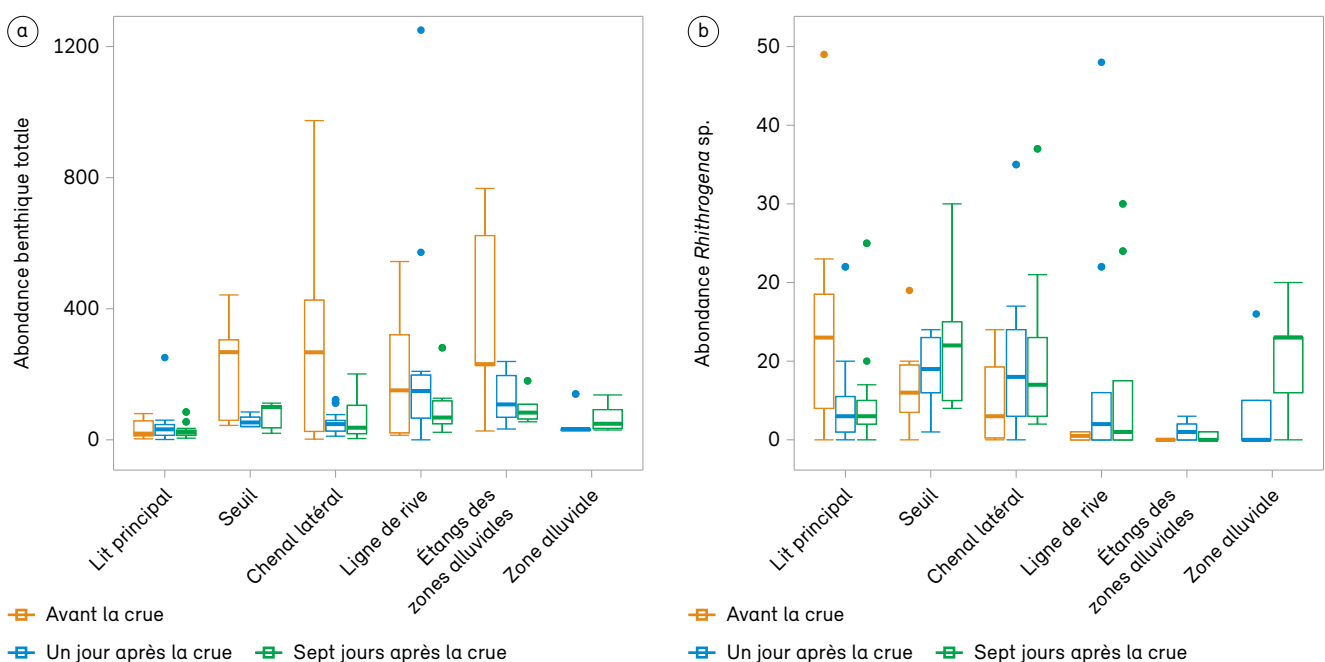 a
1200
800
400
0
Abondance benthique totale
Lit principal
Seuil
Chenal latéral
Ligne de rive
Étangs des
zones alluviales
Zone alluviale
Avant la crue
Un jour après la crue
Sept jours après la crue
b
50
40
30
20
20
0
Abondance Rhithrogena sp.
Lit principal
Seuil
Chenal latéral
Ligne de rive
Étangs des
zones alluviales
Zone alluviale
Avant la crue
Un jour après la crue
Sept jours après la crue